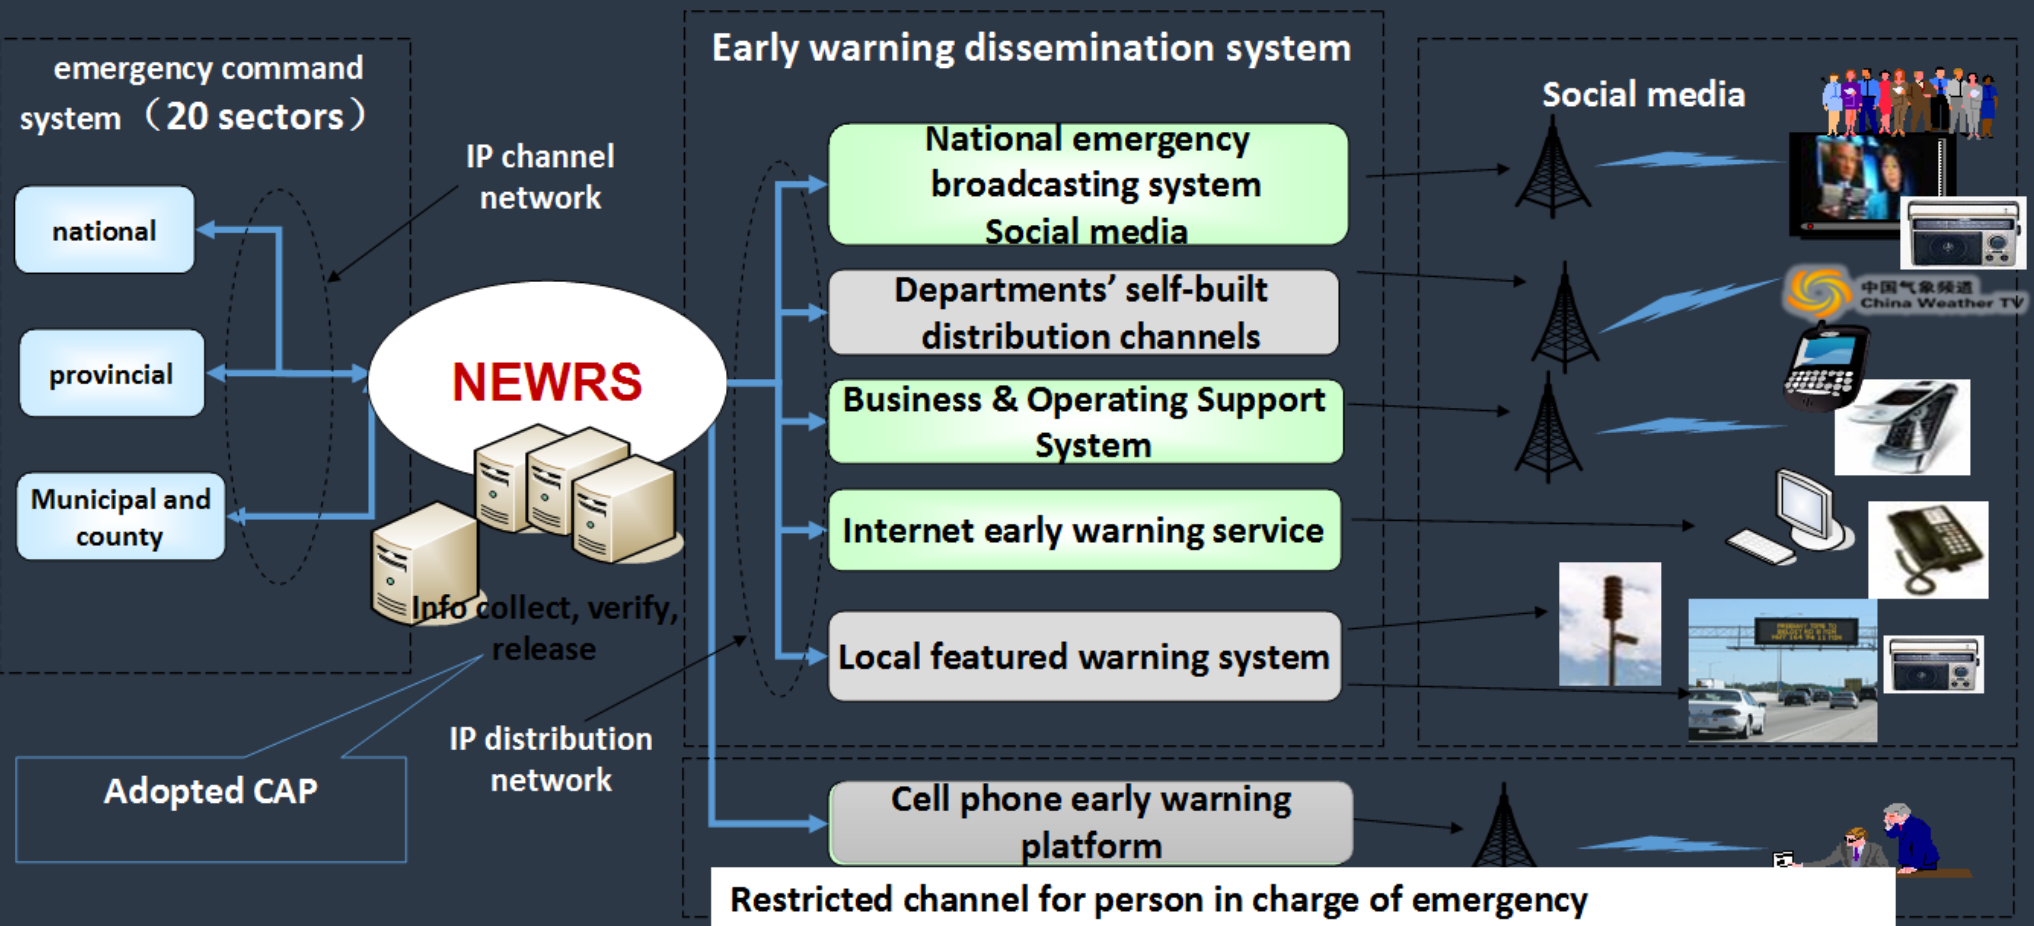 emergency command
system（20 sectors）
national
provincial
Municipal and
county
IP channel
network
NEWRS
Info collect, verify,
release
Adopted CAP
IP distribution
network
Early warning dissemination system
National emergency
broadcasting system
Social media
Departments’ self-built
distribution channels
Business & Operating Support
System
Internet early warning service
Local featured warning system
Cell phone early warning
platform
Restricted channel for person in charge of emergency
Social media
中国气象频道
China Weather TV